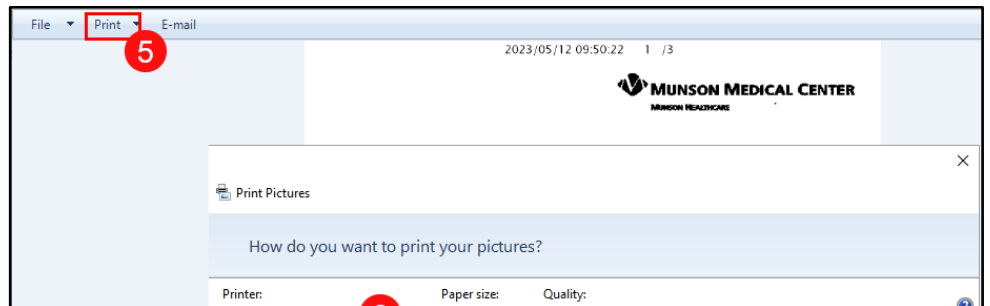 File Print E-mail
5
2023/05/12 09:50:22 1 /3
MUNSON MEDICAL CENTER
MUNSON HEALTHCARE
Print Pictures
How do you want to print your pictures?
Printer: Paper size: Quality: